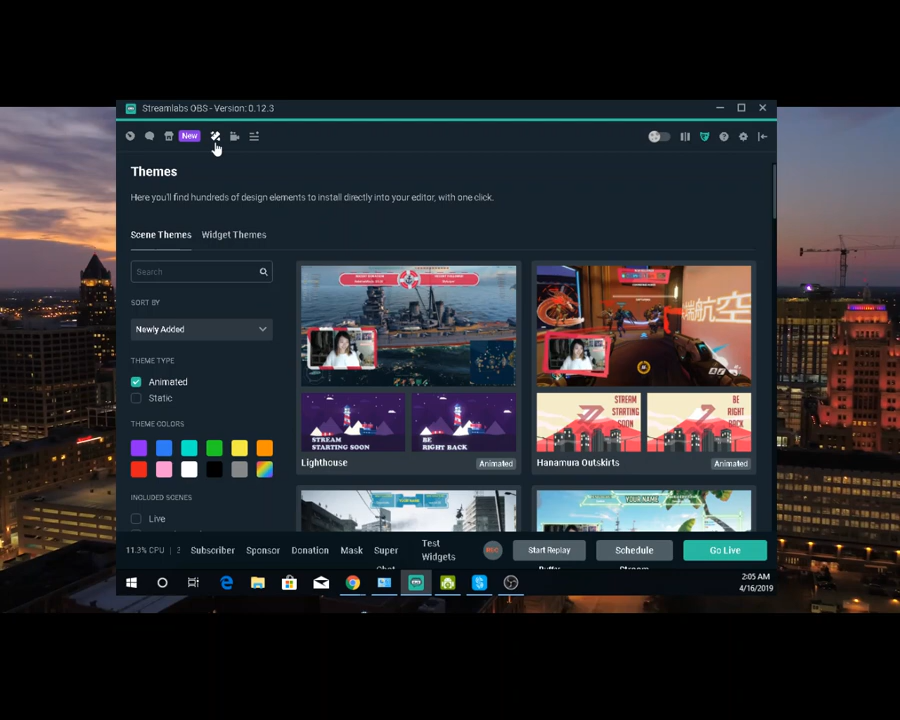 Streamlabs OBS - Version: 0.12.3
New
Themes
Here you'll find hundreds of design elements to install directly into your editor, with one click.
Scene Themes Widget Themes
Search
SORT BY
Newly Added
THEME TYPE
Animated
Static
THEME COLORS
INCLUDED SCENES
Live
STREAM
STARTING SOON
BE
RIGHT BACK
Lighthouse
Animated
STREAM
STARTING
SOON
BE
RIGHT
BACK
Hanamura Outskirts
Animated
YOUR NAME
11.3% CPU
Subscriber
Sponsor
Donation
Mask
Super
Test
Widgets
REC
Start Replay
Schedule
Go Live
2:05 AM
4/16/2019